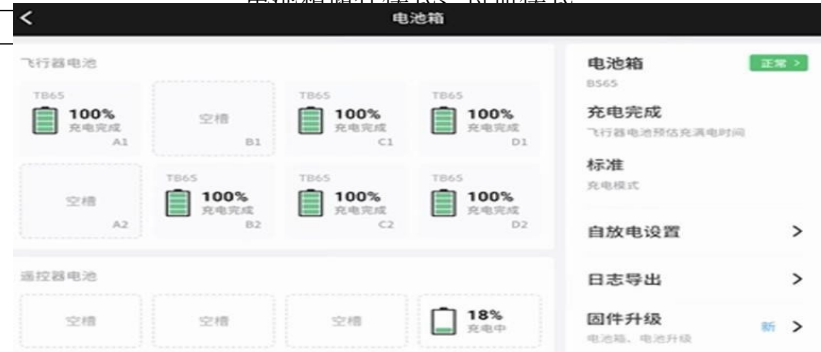 电池箱
飞行器电池
TB65
100%
充电完成
A1
空槽
B1
TB65
100%
充电完成
C1
TB65
100%
充电完成
D1
空槽
A2
TB65
100%
充电完成
B2
TB65
100%
充电完成
C2
TB65
100%
充电完成
D2
遥控器电池
空槽
空槽
空槽
18%
充电中
电池箱
正常 >
BS65
充电完成
飞行器电池预估充满电时间
标准
充电模式
自放电设置
日志导出
固件升级
新
电池箱、电池升级